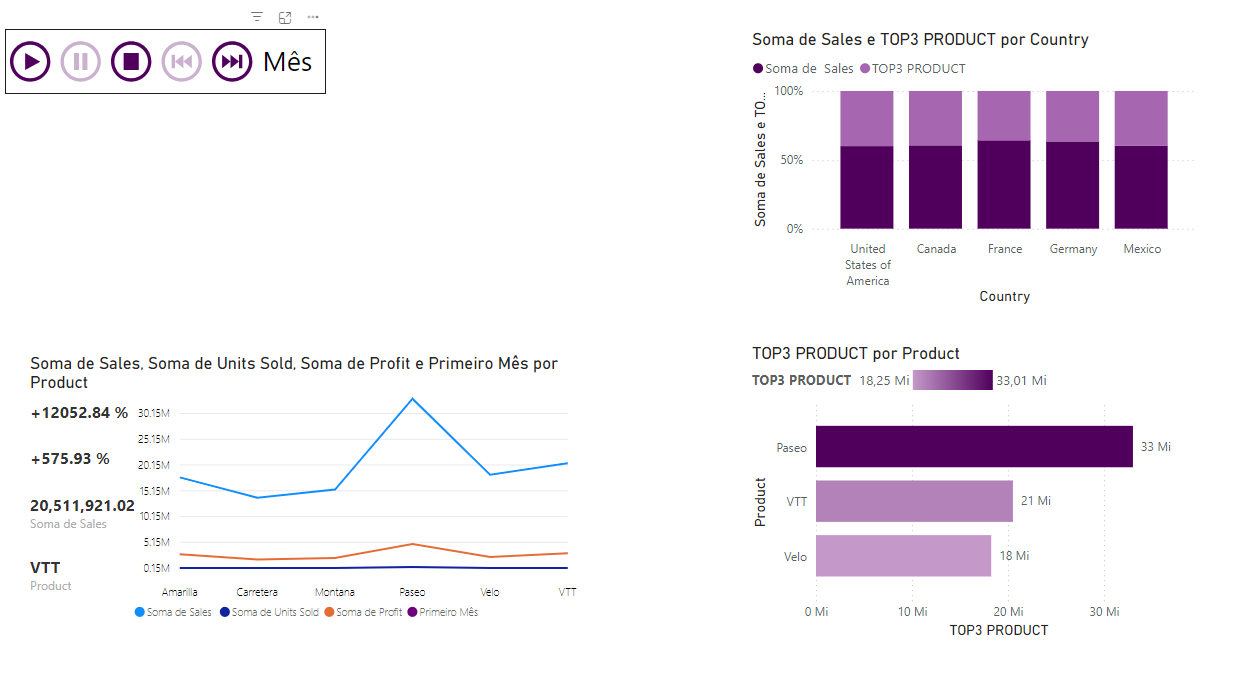 Mês
Soma de Sales e TOP3 PRODUCT por Country
Soma de Sales TOP3 PRODUCT
Soma de Sales e TO...
100%
50%
0%
United States of America
Canada
France
Germany
Mexico
Country
Soma de Sales, Soma de Units Sold, Soma de Profit e Primeiro Mês por
Product
+12052.84 %
+575.93 %
20,511,921.02
Soma de Sales
VTT
Product
30.15M
25.15M
20.15M
15.15M
10.15M
5.15M
0.15M
Amarilla Carretera Montana Paseo Velo VTT
Soma de Sales Soma de Units Sold Soma de Profit Primeiro Mês
TOP3 PRODUCT por Product
TOP3 PRODUCT 18,25 Mi 33,01 Mi
Product
Paseo 33 Mi
VTT 21 Mi
Velo 18 Mi
0 Mi 10 Mi 20 Mi 30 Mi
TOP3 PRODUCT